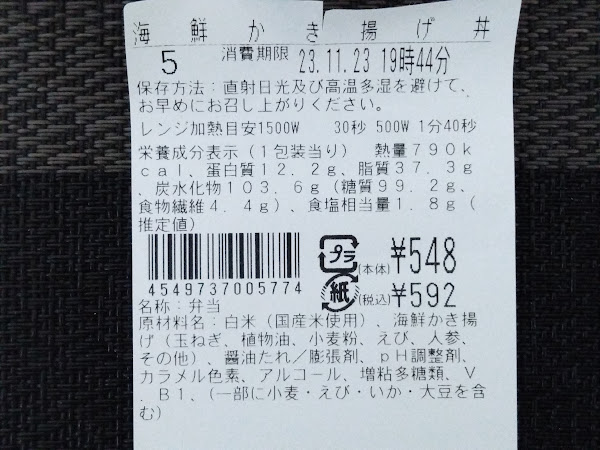 海鮮かき揚げ丼
5 消費期限 23.11.23 19時44分
保存方法：直射日光及び高温多湿を避けて、
お早めにお召し上がりください。
レンジ加熱目安1500W 30秒 500W 1分40秒
栄養成分表示（1包装当り） 熱量790k
cal、蛋白質12.2g、脂質37.3g
、炭水化物103.6g（糖質99.2g、
食物繊維4.4g）、食塩相当量1.8g（
推定値）
プラ (本体) ¥548
4549737005774 紙 (税込) ¥592
名称：弁当
原材料名：白米（国産米使用）、海鮮かき揚
げ（玉ねぎ、植物油、小麦粉、えび、人参、
その他）、醤油たれ／膨張剤、pH調整剤、
カラメル色素、アルコール、増粘多糖類、V
．B1、（一部に小麦・えび・いか・大豆を含
む）